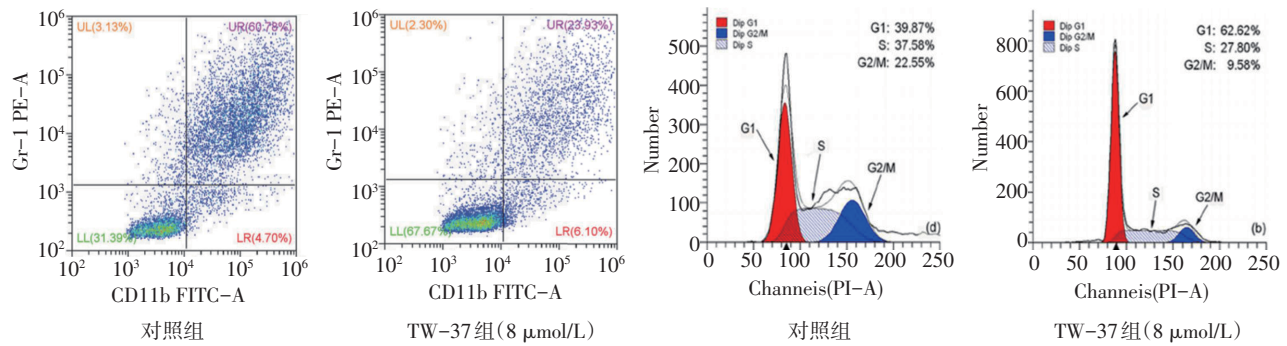 UL(3.13%) UR(60.78%)
Gr-1 PE-A
10⁶
10⁵
10⁴
10³
10²
LL(31.39%) LR(4.70%)
10² 10³ 10⁴ 10⁵ 10⁶
CD11b FITC-A
对照组
UL(2.30%) UR(23.93%)
Gr-1 PE-A
10⁶
10⁵
10⁴
10³
10²
LL(67.67%) LR(6.10%)
10² 10³ 10⁴ 10⁵ 10⁶
CD11b FITC-A
TW-37组(8 μmol/L)
Dip G1
Dip G2/M
Dip S
G1: 39.87%
S: 37.58%
G2/M: 22.55%
Number
500
400
300
200
100
0
G1
S
G2/M
(d)
0 50 100 150 200 250
Channeis(PI-A)
对照组
Dip G1
Dip G2/M
Dip S
G1: 62.62%
S: 27.80%
G2/M: 9.58%
Number
800
600
400
200
0
G1
S
G2/M
(b)
0 50 100 150 200 250
Channeis(PI-A)
TW-37组(8 μmol/L)